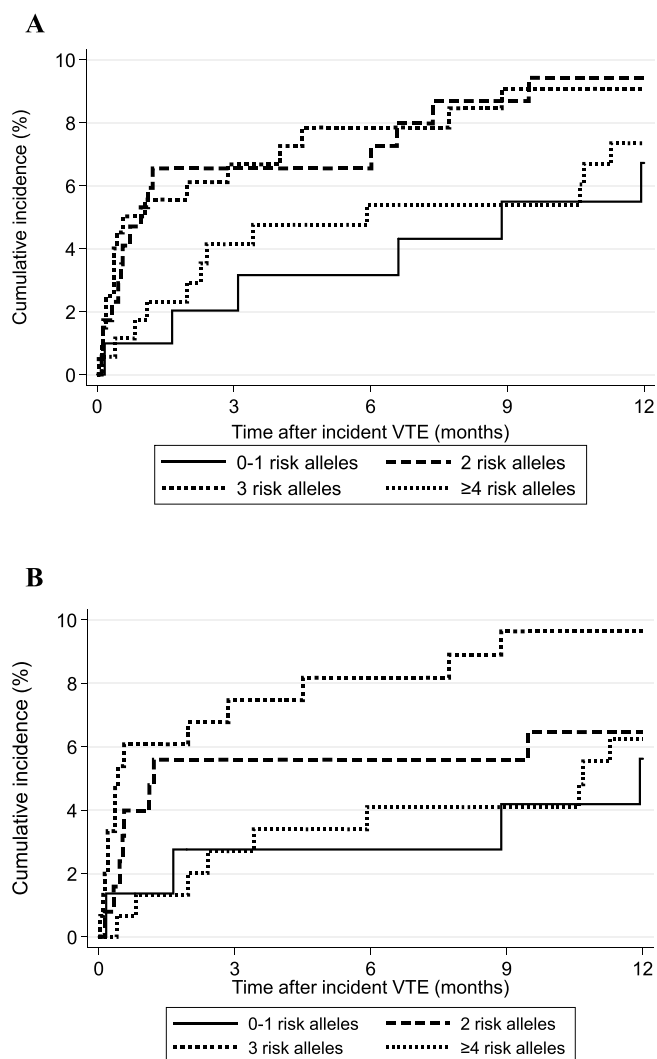 A
Cumulative incidence (%)
10
8
6
4
2
0
0 3 6 9 12
Time after incident VTE (months)
0-1 risk alleles 2 risk alleles
3 risk alleles ≥4 risk alleles
B
Cumulative incidence (%)
10
8
6
4
2
0
0 3 6 9 12
Time after incident VTE (months)
0-1 risk alleles 2 risk alleles
3 risk alleles ≥4 risk alleles